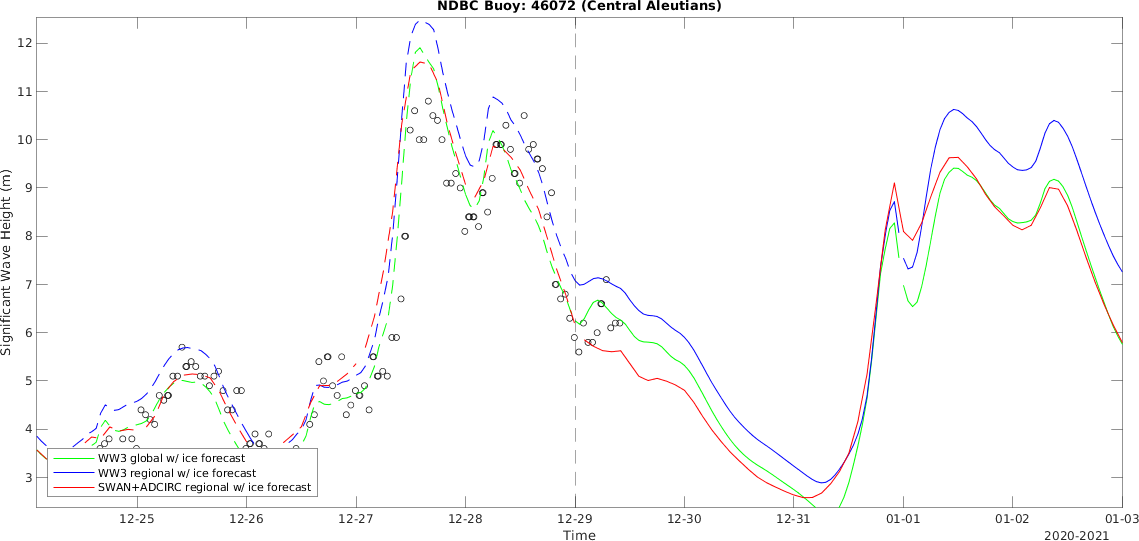 NDBC Buoy: 46072 (Central Aleutians)
Significant Wave Height (m)
12
11
10
9
8
7
6
5
4
3
WW3 global w/ ice forecast
WW3 regional w/ ice forecast
SWAN+ADCIRC regional w/ ice forecast
12-25 12-26 12-27 12-28 12-29 12-30 12-31 01-01 01-02 01-03
Time
2020-2021